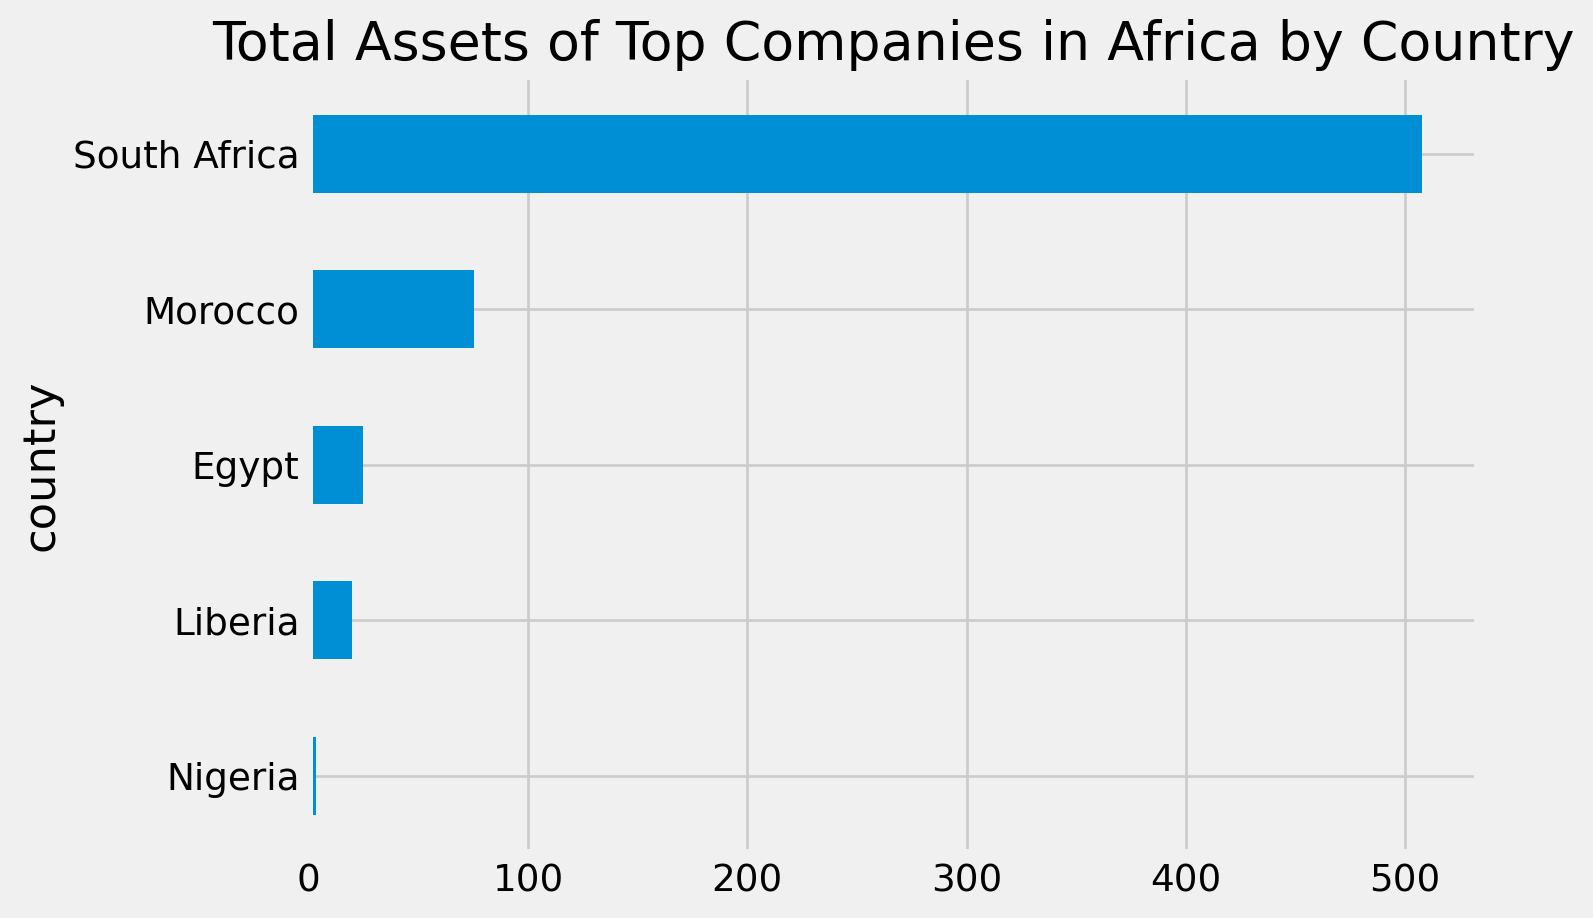 Total Assets of Top Companies in Africa by Country
South Africa
Morocco
Egypt
Liberia
Nigeria
country
0 100 200 300 400 500